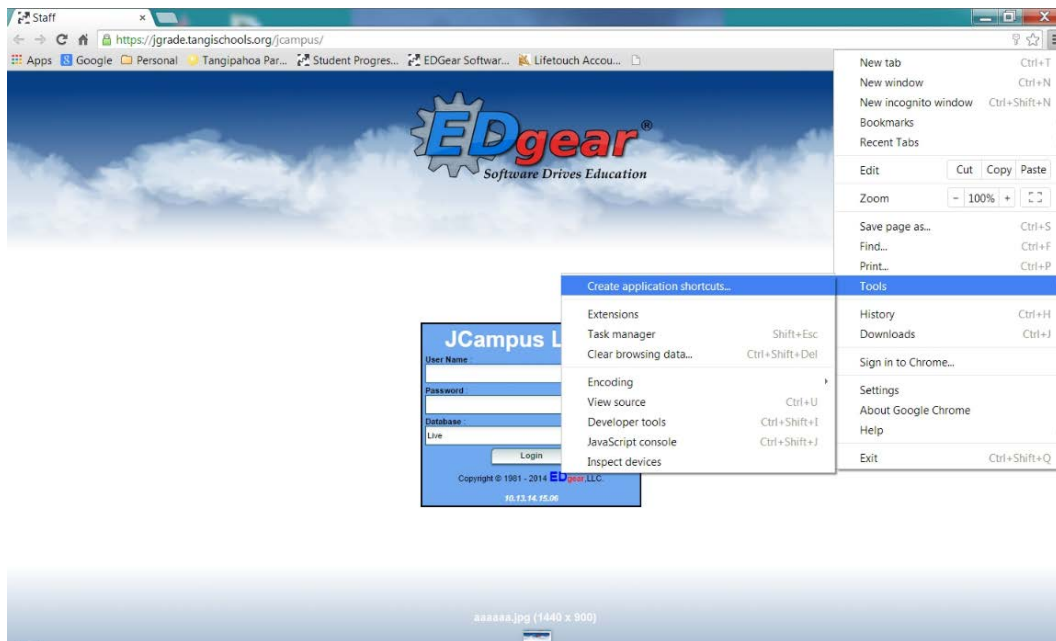 Staff
https://jgrade.tangischools.org/jcampus/
Apps Google Personal Tangipahoa Par... Student Progres... EDGear Softwar... Lifetouch Accou...
EDgear®
Software Drives Education
New tab Ctrl+T
New window Ctrl+N
New incognito window Ctrl+Shift+N
Bookmarks
Recent Tabs
Edit Cut Copy Paste
Zoom - 100% +
Save page as... Ctrl+S
Find... Ctrl+F
Print... Ctrl+P
Tools
History Ctrl+H
Downloads Ctrl+J
Sign in to Chrome...
Settings
About Google Chrome
Help
Exit Ctrl+Shift+Q
Create application shortcuts...
Extensions
Task manager Shift+Esc
Clear browsing data... Ctrl+Shift+Del
Encoding
View source Ctrl+U
Developer tools Ctrl+Shift+I
JavaScript console Ctrl+Shift+J
Inspect devices
JCampus L
User Name :
Password :
Database :
Live
Login
Copyright © 1981 - 2014 EDgear,LLC.
10.13.14.15.06
aaaaaa.jpg (1440 x 900)